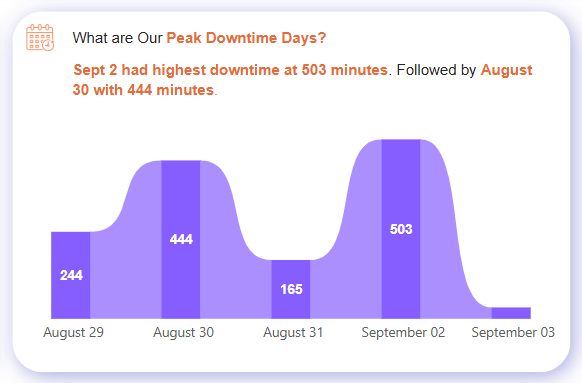 What are Our Peak Downtime Days?
Sept 2 had highest downtime at 503 minutes. Followed by August
30 with 444 minutes.
244
444
165
503
August 29
August 30
August 31
September 02
September 03